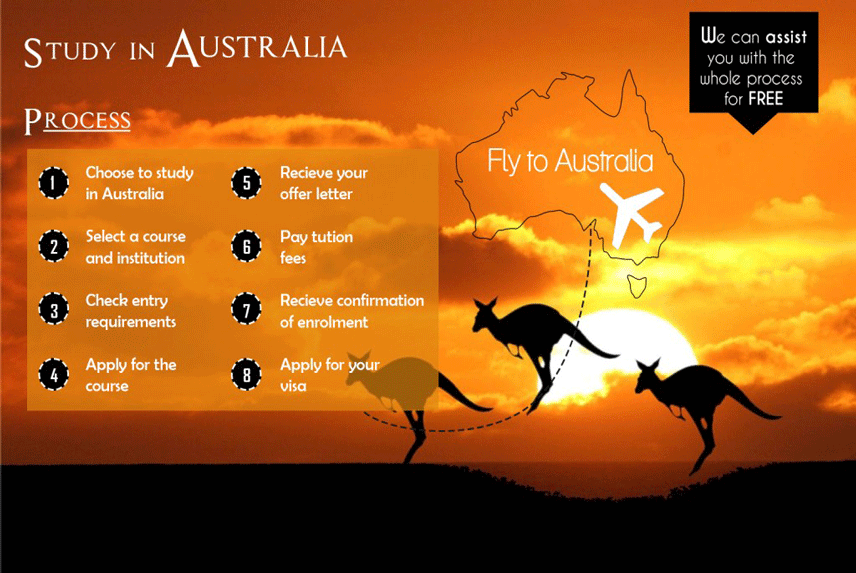 STUDY IN AUSTRALIA
We can assist
you with the
whole process
for FREE
PROCESS
1 Choose to study
in Australia
2 Select a course
and institution
3 Check entry
requirements
4 Apply for the
course
5 Recieve your
offer letter
6 Pay tution
fees
7 Recieve confirmation
of enrolment
8 Apply for your
visa
Fly to Australia